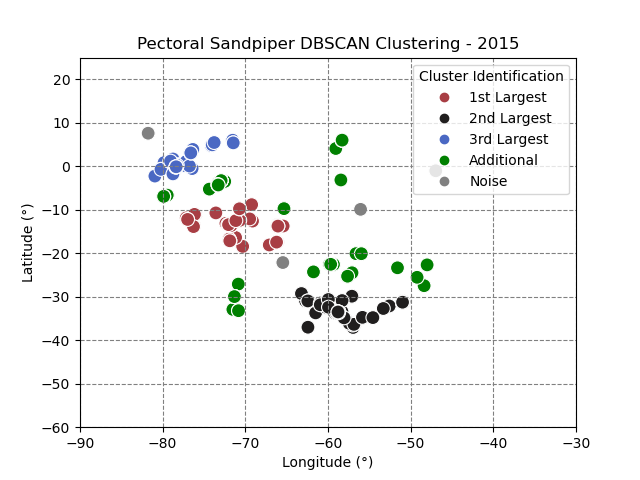 Pectoral Sandpiper DBSCAN Clustering - 2015
Cluster Identification
1st Largest
2nd Largest
3rd Largest
Additional
Noise
20
10
0
−10
−20
−30
−40
−50
−60
Latitude (°)
−90
−80
−70
−60
−50
−40
−30
Longitude (°)